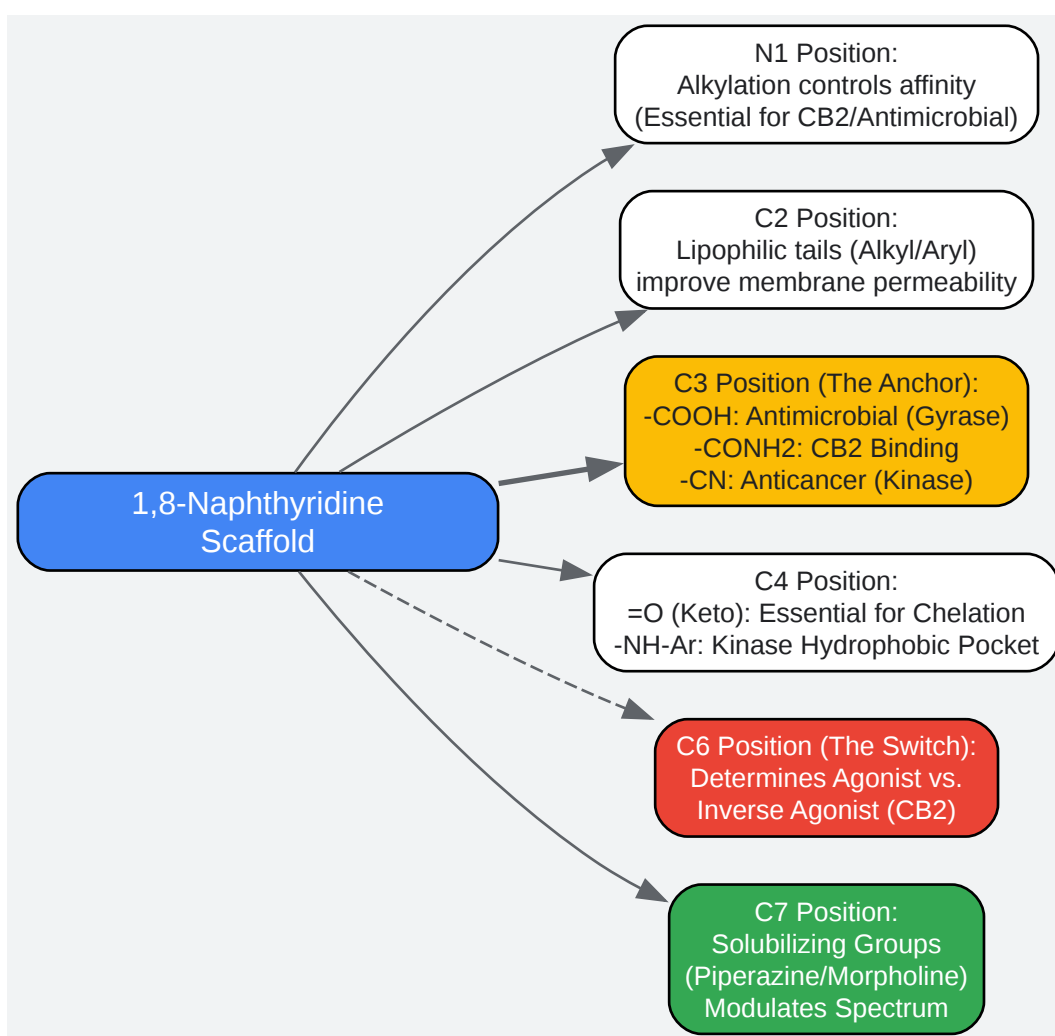 N1 Position:
Alkylation controls affinity
(Essential for CB2/Antimicrobial)
C2 Position:
Lipophilic tails (Alkyl/Aryl)
improve membrane permeability
C3 Position (The Anchor):
-COOH: Antimicrobial (Gyrase)
-CONH2: CB2 Binding
-CN: Anticancer (Kinase)
1,8-Naphthyridine
Scaffold
C4 Position:
=O (Keto): Essential for Chelation
-NH-Ar: Kinase Hydrophobic Pocket
C6 Position (The Switch):
Determines Agonist vs.
Inverse Agonist (CB2)
C7 Position:
Solubilizing Groups
(Piperazine/Morpholine)
Modulates Spectrum